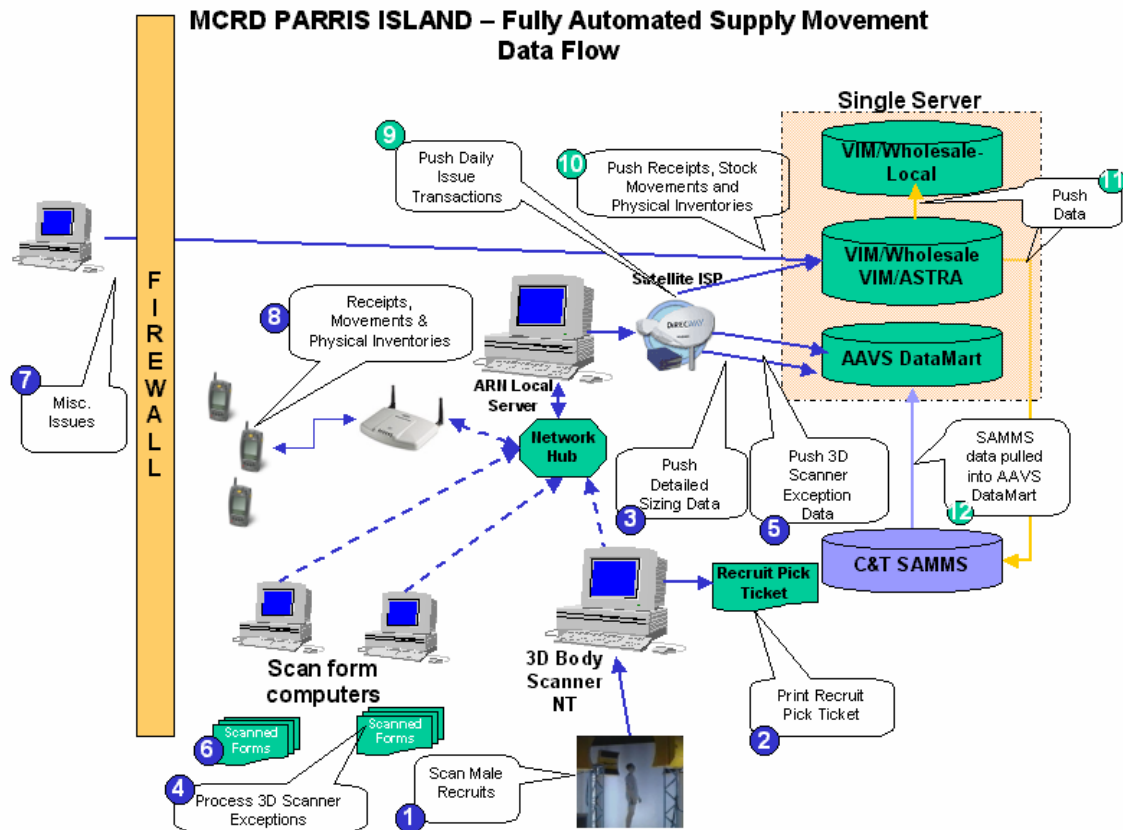 MCRD PARRIS ISLAND – Fully Automated Supply Movement
Data Flow
Single Server
9
Push Daily
Issue
Transactions
10
Push Receipts, Stock
Movements and
Physical Inventories
VIM/Wholesale-
Local
11
Push
Data
FIREWALL
VIM/Wholesale
VIM/ASTRA
Satellite ISP
DIRECWAY
8
Receipts,
Movements &
Physical Inventories
AAVS DataMart
7
Misc.
Issues
ARN Local
Server
Network
Hub
3
Push
Detailed
Sizing Data
5
Push 3D
Scanner
Exception
Data
SAMMS
data pulled
into AAVS
DataMart
12
C&T SAMMS
Recruit Pick
Ticket
Scan form
computers
3D Body
Scanner
NT
Print Recruit
Pick Ticket
2
6
Scanned
Forms
Scanned
Forms
4
Process 3D Scanner
Exceptions
1
Scan Male
Recruits